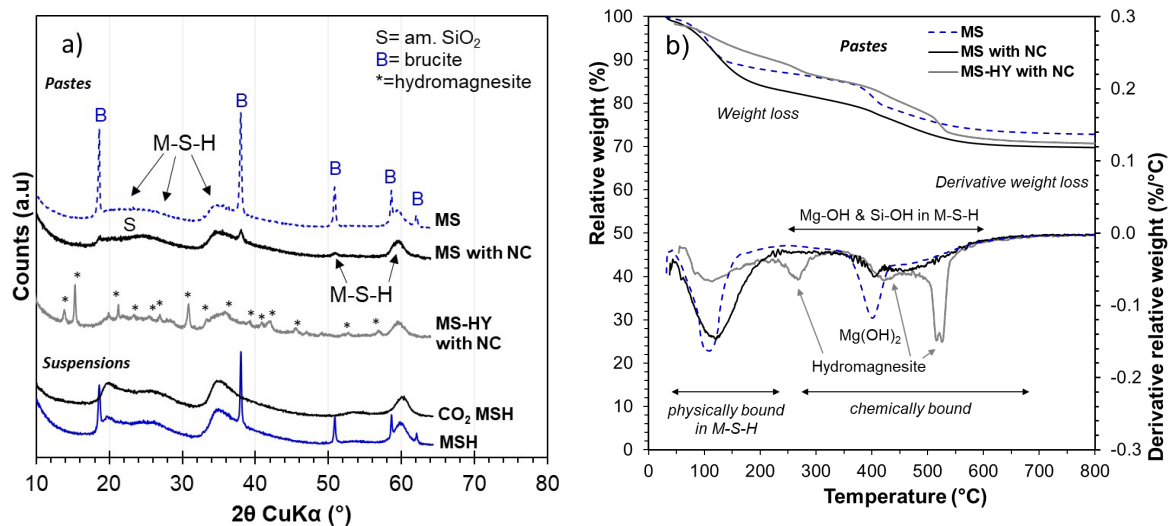 a)
S= am. SiO₂
B= brucite
*=hydromagnesite
Pastes
B
B
M-S-H
B
B
B
MS
S
MS with NC
M-S-H
* * * * * * * * * * * * * * *
MS-HY
with NC
Suspensions
CO₂ MSH
MSH
Counts (a.u)
10 20 30 40 50 60 70 80
2θ CuKα (°)
b)
Pastes
MS
MS with NC
MS-HY with NC
Weight loss
Derivative weight loss
Mg-OH & Si-OH in M-S-H
Mg(OH)₂
Hydromagnesite
physically bound
in M-S-H
chemically bound
Relative weight (%)
100
90
80
70
60
50
40
30
20
10
0
0 100 200 300 400 500 600 700 800
Temperature (°C)
0.3
0.2
0.1
0.0
-0.1
-0.2
-0.3
Derivative relative weight (%/°C)